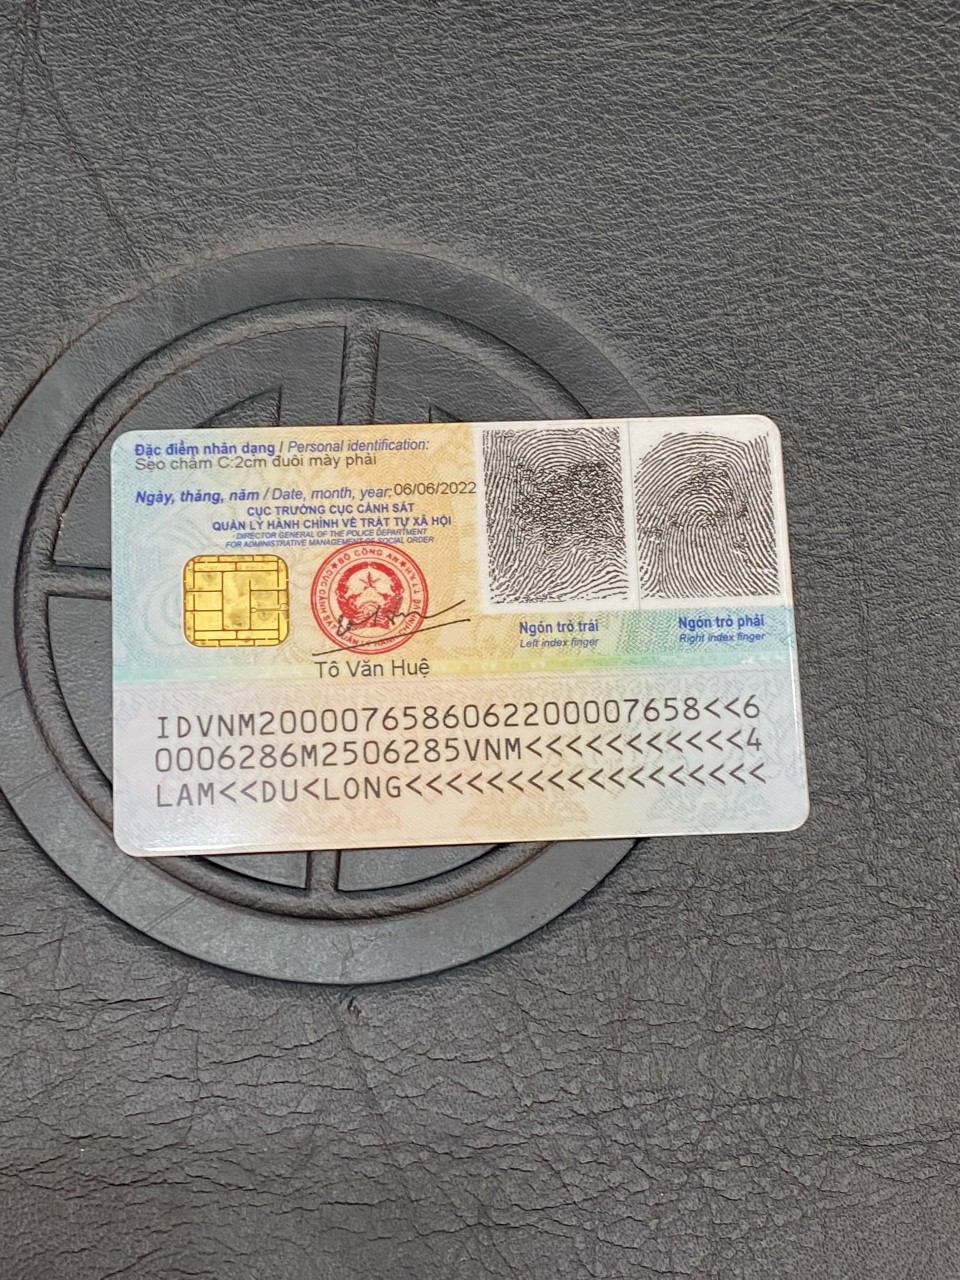 Đặc điểm nhân dạng / Personal identification:
Sẹo chấm C:2cm đuôi mày phải
Ngày, tháng, năm / Date, month, year: 06/06/2022
CỤC TRƯỞNG CỤC CẢNH SÁT
QUẢN LÝ HÀNH CHÍNH VỀ TRẬT TỰ XÃ HỘI
DIRECTOR GENERAL OF THE POLICE DEPARTMENT
FOR ADMINISTRATIVE MANAGEMENT OF SOCIAL ORDER
BỘ CÔNG AN
Tô Văn Huệ
Ngón trỏ trái
Left index finger
Ngón trỏ phải
Right index finger
IDVNM2000076586062200007658<<6
0006286M2506285VNM<<<<<<<<<<<4
LAM<<DU<LONG<<<<<<<<<<<<<<<<<<